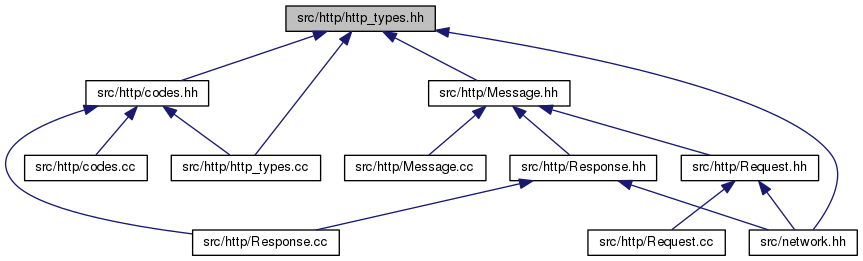 src/http/http_types.hh
src/http/codes.hh
src/http/Message.hh
src/http/codes.cc
src/http/http_types.cc
src/http/Message.cc
src/http/Response.hh
src/http/Request.hh
src/http/Response.cc
src/http/Request.cc
src/network.hh